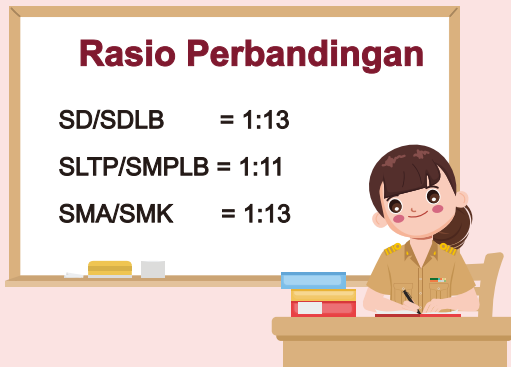 Rasio Perbandingan
SD/SDLB = 1:13
SLTP/SMPLB = 1:11
SMA/SMK = 1:13